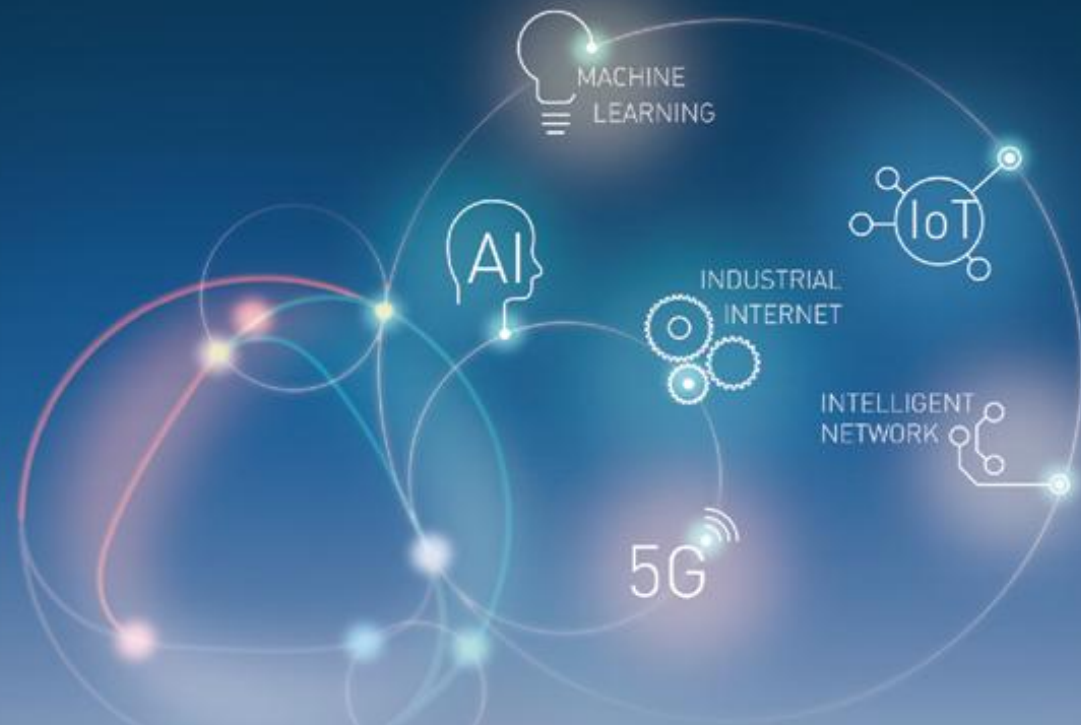 MACHINE
LEARNING
IoT
AI
INDUSTRIAL
INTERNET
INTELLIGENT
NETWORK
5G